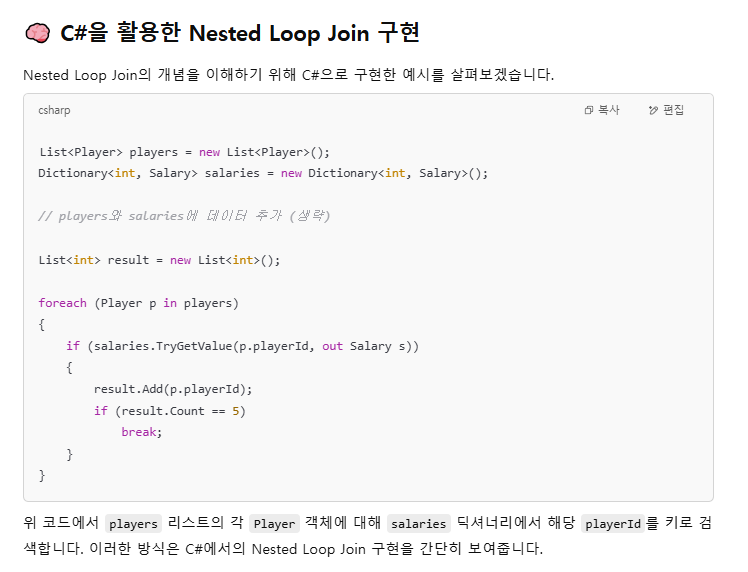 🧠 C#을 활용한 Nested Loop Join 구현
Nested Loop Join의 개념을 이해하기 위해 C#으로 구현한 예시를 살펴보겠습니다.
csharp 복사 편집
List<Player> players = new List<Player>();
Dictionary<int, Salary> salaries = new Dictionary<int, Salary>();
// players와 salaries에 데이터 추가 (생략)
List<int> result = new List<int>();
foreach (Player p in players)
{
    if (salaries.TryGetValue(p.playerId, out Salary s))
    {
        result.Add(p.playerId);
        if (result.Count == 5)
            break;
    }
}
위 코드에서 players 리스트의 각 Player 객체에 대해 salaries 딕셔너리에서 해당 playerId 를 키로 검
색합니다. 이러한 방식은 C#에서의 Nested Loop Join 구현을 간단히 보여줍니다.